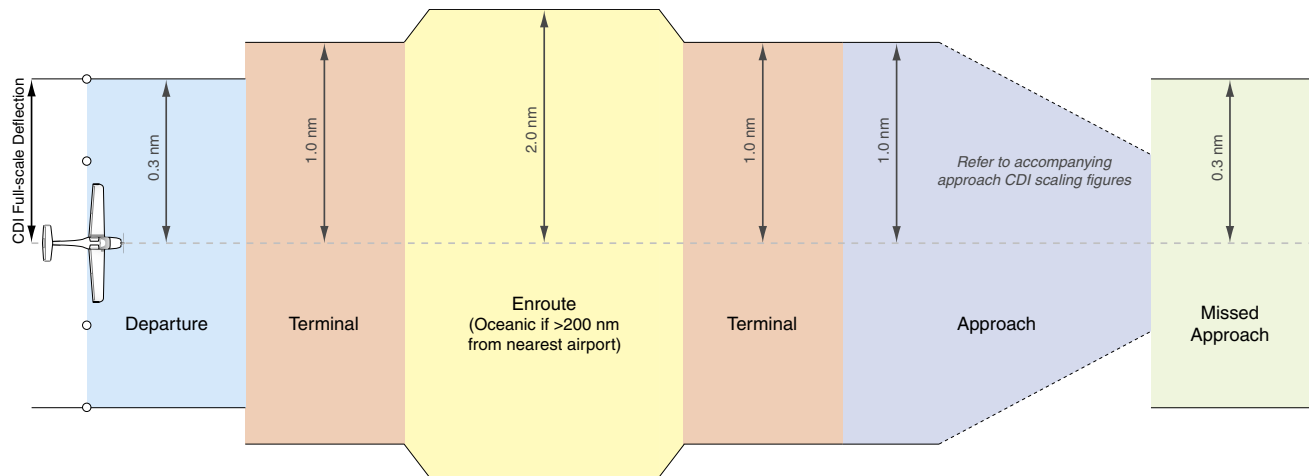 CDI Full-scale Deflection
0.3 nm
1.0 nm
2.0 nm
1.0 nm
1.0 nm
Refer to accompanying
approach CDI scaling figures
0.3 nm
Departure
Terminal
Enroute
(Oceanic if >200 nm
from nearest airport)
Terminal
Approach
Missed
Approach